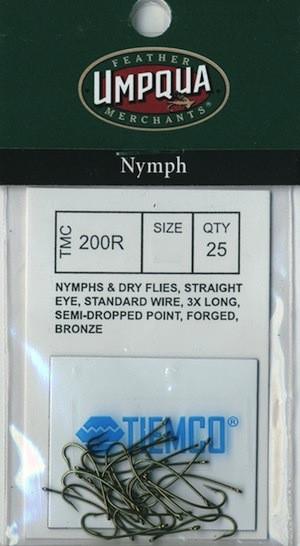 FEATHER
UMPQUA
MERCHANTS®
Nymph
TMC 200R SIZE QTY 25
NYMPHS & DRY FLIES, STRAIGHT
EYE, STANDARD WIRE, 3X LONG,
SEMI-DROPPED POINT, FORGED,
BRONZE
TIEMCO®